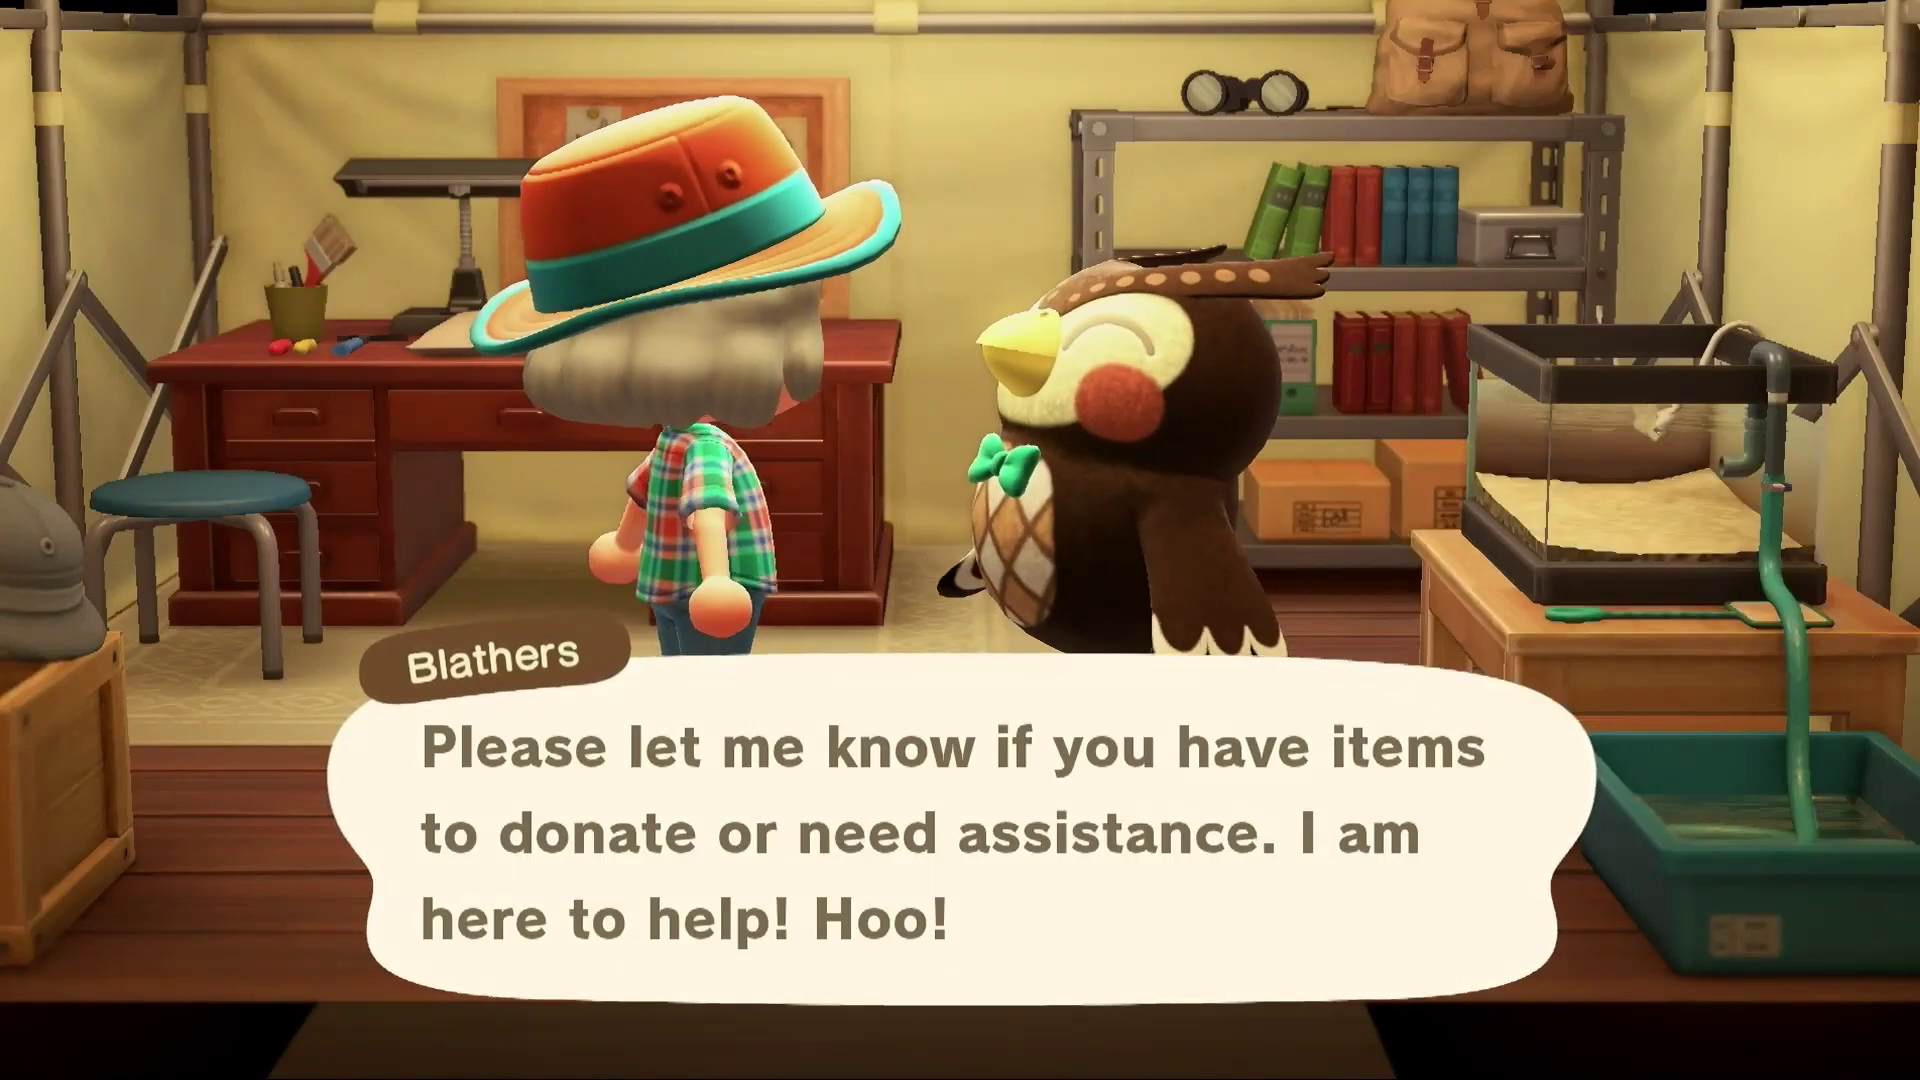 Blathers
Please let me know if you have items
to donate or need assistance. I am
here to help! Hoo!